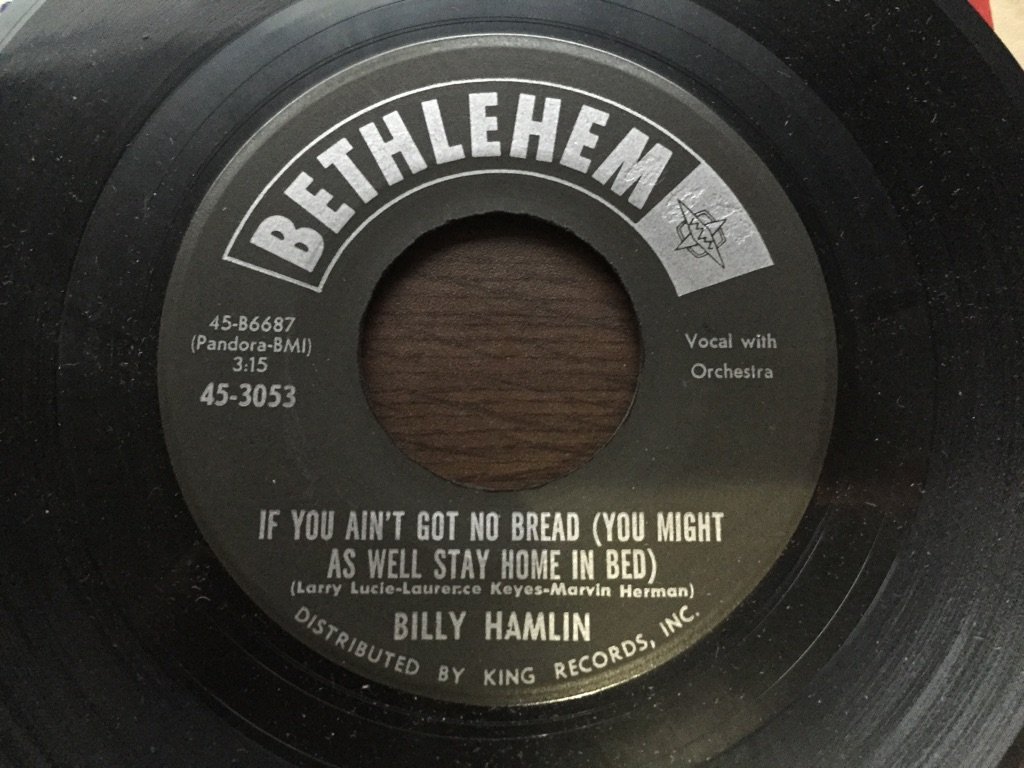 BETHLEHEM
45-B6687
(Pandora-BMI)
3:15
45-3053
Vocal with
Orchestra
IF YOU AIN'T GOT NO BREAD (YOU MIGHT
AS WELL STAY HOME IN BED)
(Larry Lucie-Laurence Keyes-Marvin Herman)
BILLY HAMLIN
DISTRIBUTED BY KING RECORDS, INC.